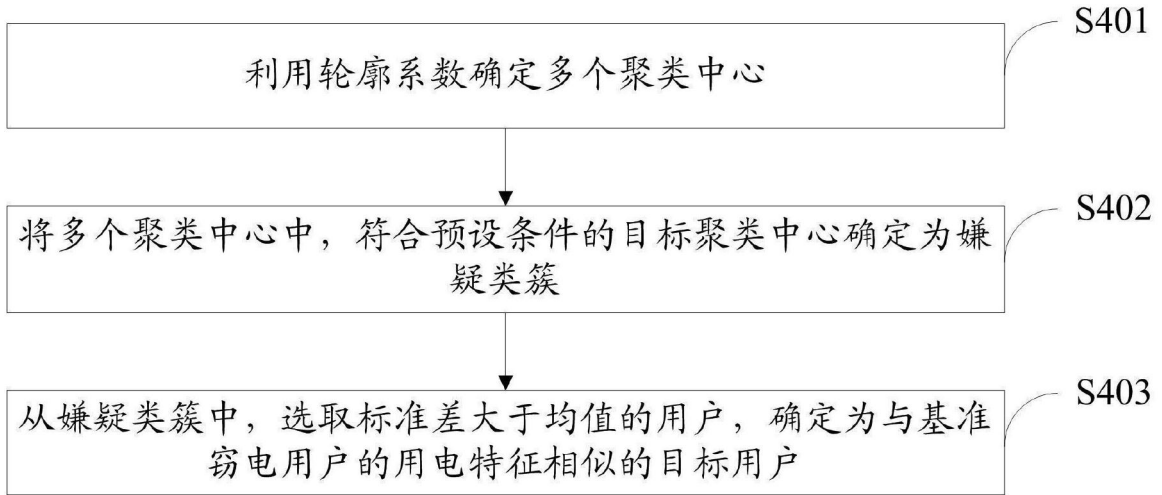 S401
利用轮廓系数确定多个聚类中心
S402
将多个聚类中心中，符合预设条件的目标聚类中心确定为嫌
疑类簇
S403
从嫌疑类簇中，选取标准差大于均值的用户，确定为与基准
窃电用户的用电特征相似的目标用户